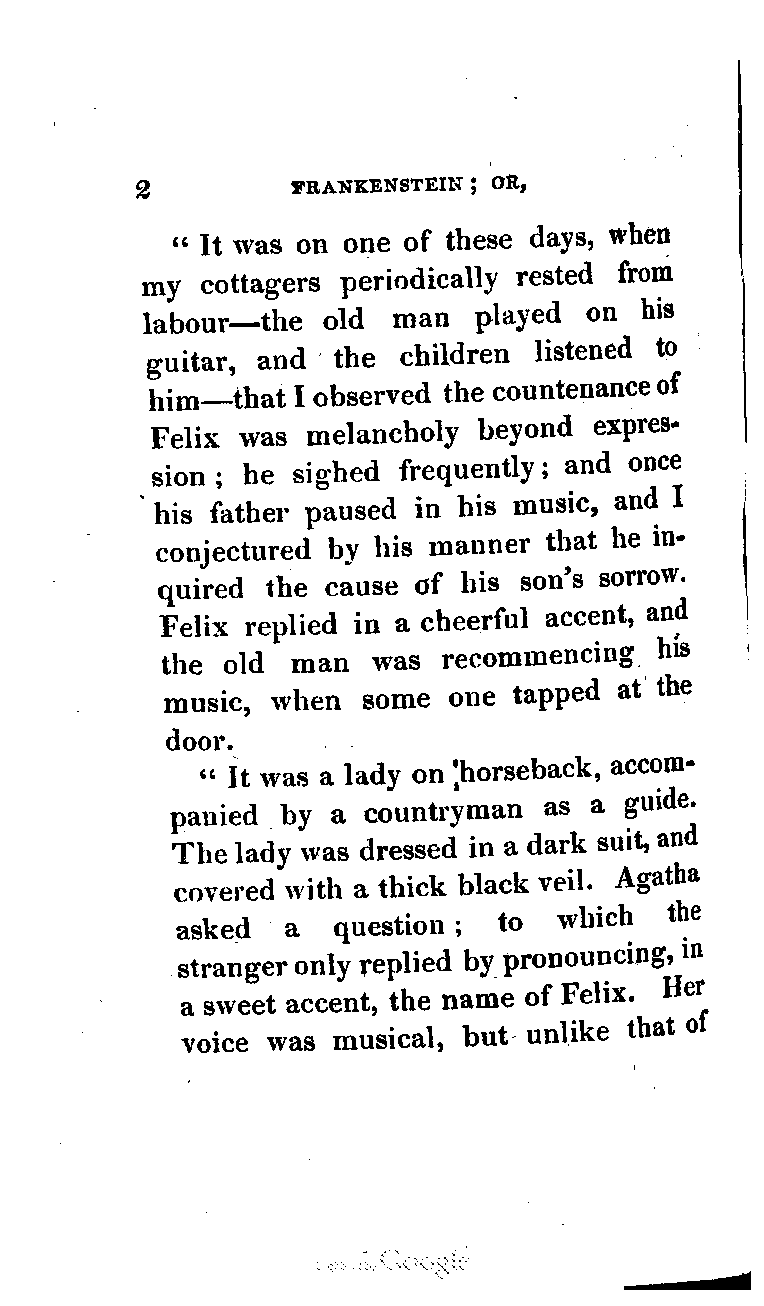 2 FRANKENSTEIN; OR,
“ It was on one of these days, when
my cottagers periodically rested from
labour—the old man played on his
guitar, and the children listened to
him—that I observed the countenance of
Felix was melancholy beyond expres-
sion ; he sighed frequently; and once
his father paused in his music, and I
conjectured by his manner that he in-
quired the cause of his son’s sorrow.
Felix replied in a cheerful accent, and
the old man was recommencing his
music, when some one tapped at the
door.
“ It was a lady on horseback, accom-
panied by a countryman as a guide.
The lady was dressed in a dark suit, and
covered with a thick black veil. Agatha
asked a question ; to which the
stranger only replied by pronouncing, in
a sweet accent, the name of Felix. Her
voice was musical, but unlike that of
Google